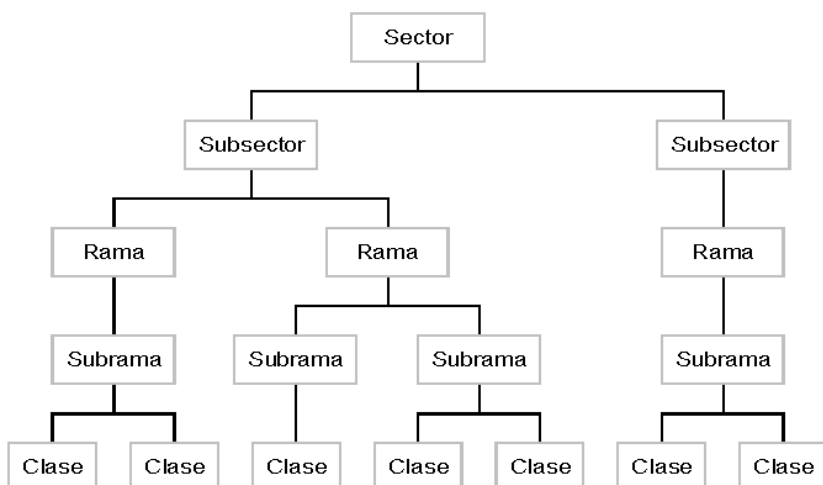 Sector
Subsector Subsector
Rama Rama Rama
Subrama Subrama Subrama Subrama
Clase Clase Clase Clase Clase Clase Clase